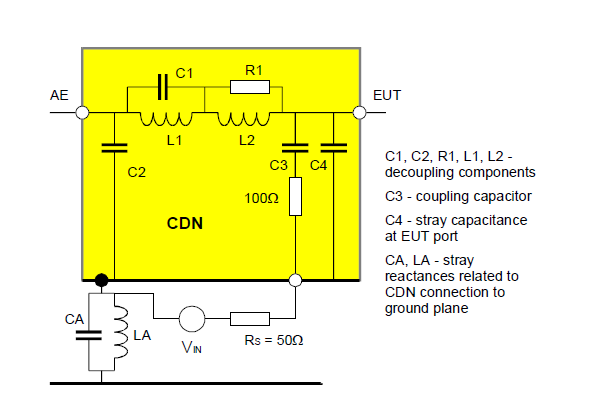 C1
R1
AE
EUT
L1
L2
C2
C3
C4
100Ω
CDN
C1, C2, R1, L1, L2 -
decoupling components
C3 - coupling capacitor
C4 - stray capacitance
at EUT port
CA, LA - stray
reactances related to
CDN connection to
ground plane
CA
LA
VIN
Rs = 50Ω